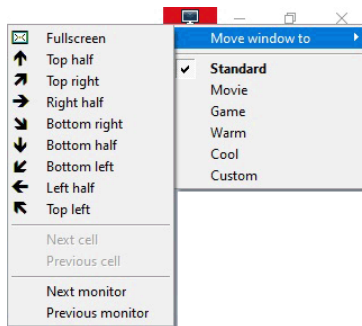 Move window to
Standard
Movie
Game
Warm
Cool
Custom
Fullscreen
Top half
Top right
Right half
Bottom right
Bottom half
Bottom left
Left half
Top left
Next cell
Previous cell
Next monitor
Previous monitor